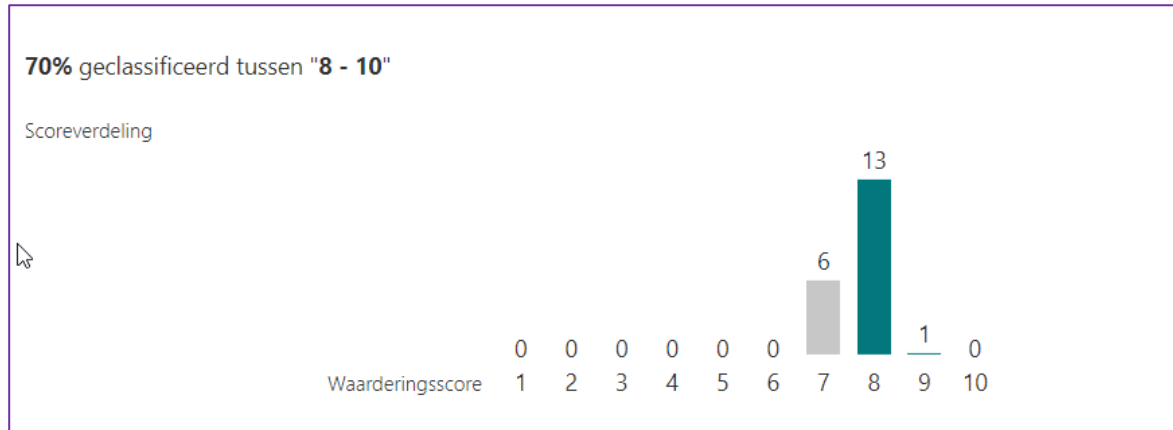 70% geclassificeerd tussen "8 - 10"
Scoreverdeling
13
6
1
0 0 0 0 0 0 0
Waarderingsscore 1 2 3 4 5 6 7 8 9 10